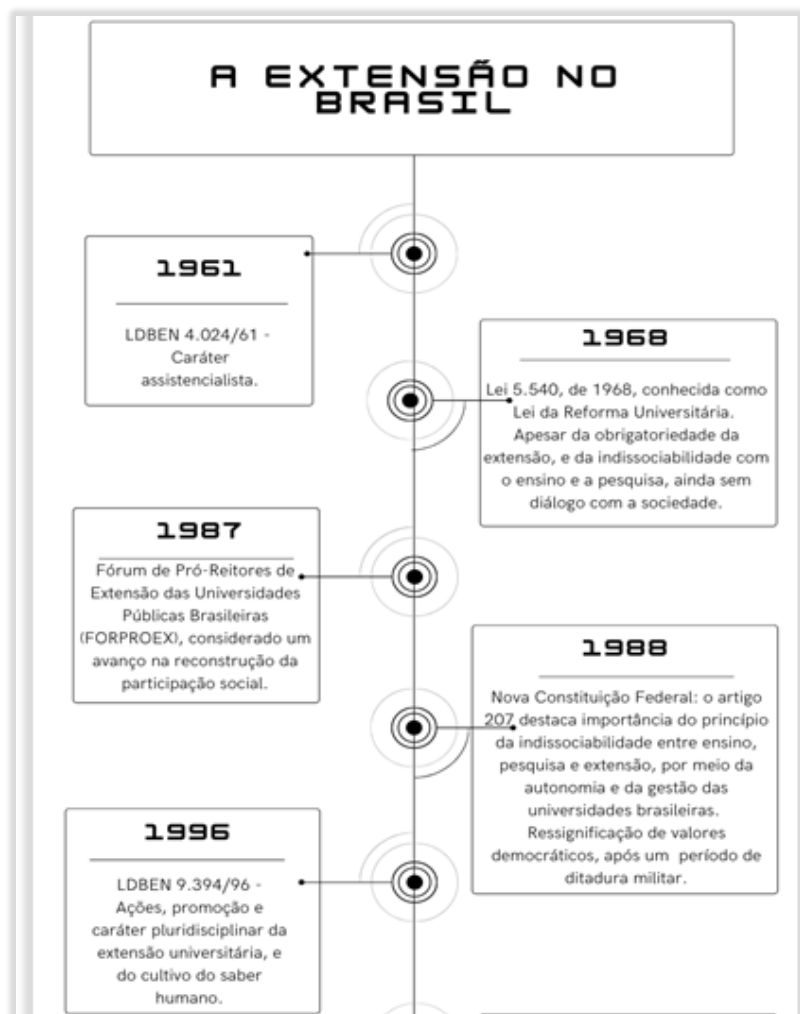 A EXTENSÃO NO
BRASIL
1961
LDBEN 4.024/61 -
Caráter
assistencialista.
1968
Lei 5.540, de 1968, conhecida como
Lei da Reforma Universitária.
Apesar da obrigatoriedade da
extensão, e da indissociabilidade com
o ensino e a pesquisa, ainda sem
diálogo com a sociedade.
1987
Fórum de Pró-Reitores de
Extensão das Universidades
Públicas Brasileiras
(FORPROEX), considerado um
avanço na reconstrução da
participação social.
1988
Nova Constituição Federal: o artigo
207 destaca importância do princípio
da indissociabilidade entre ensino,
pesquisa e extensão, por meio da
autonomia e da gestão das
universidades brasileiras.
Ressignificação de valores
democráticos, após um  período de
ditadura militar.
1996
LDBEN 9.394/96 -
Ações, promoção e
caráter pluridisciplinar da
extensão universitária, e
do cultivo do saber
humano.